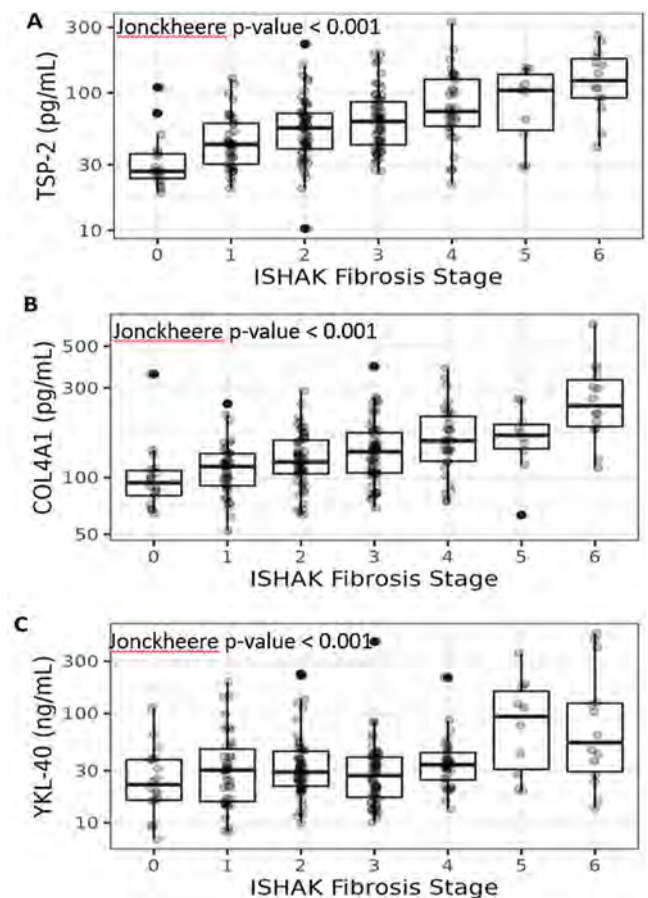 A
Jonckheere p-value < 0.001
300
100
30
10
TSP-2 (pg/mL)
0 1 2 3 4 5 6
ISHAK Fibrosis Stage
B
Jonckheere p-value < 0.001
500
300
100
50
COL4A1 (pg/mL)
0 1 2 3 4 5 6
ISHAK Fibrosis Stage
C
Jonckheere p-value < 0.001
300
100
30
10
YKL-40 (ng/mL)
0 1 2 3 4 5 6
ISHAK Fibrosis Stage